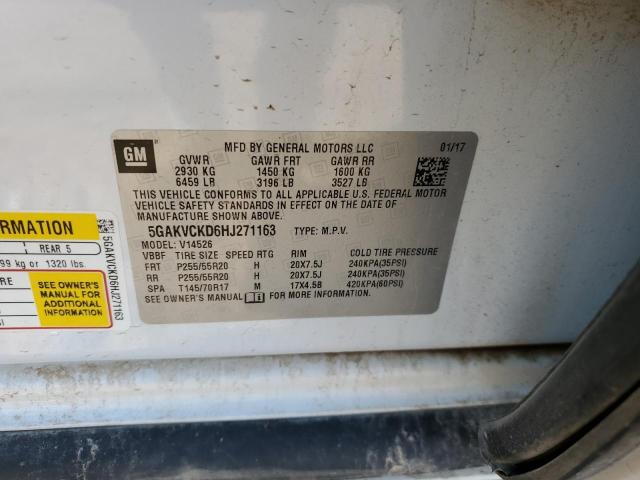 GM
MFD BY GENERAL MOTORS LLC
01/17
GVWR GAWR FRT GAWR RR
2930 KG 1450 KG 1600 KG
6459 LB 3196 LB 3527 LB
THIS VEHICLE CONFORMS TO ALL APPLICABLE U.S. FEDERAL MOTOR
VEHICLE SAFETY STANDARDS IN EFFECT ON THE DATE OF
MANUFACTURE SHOWN ABOVE.
5GAKVCKD6HJ271163 TYPE: M.P.V.
MODEL: V14526
VBBF TIRE SIZE SPEED RTG RIM COLD TIRE PRESSURE
FRT P255/55R20 H 20X7.5J 240KPA(35PSI)
RR P255/55R20 H 20X7.5J 240KPA(35PSI)
SPA T145/70R17 M 17X4.5B 420KPA(60PSI)
SEE OWNER'S MANUAL FOR MORE INFORMATION
ORMATION
REAR 5
99 kg or 1320 lbs.
SEE OWNER'S
MANUAL FOR
ADDITIONAL
INFORMATION
5GAKVCKD6HJ271163